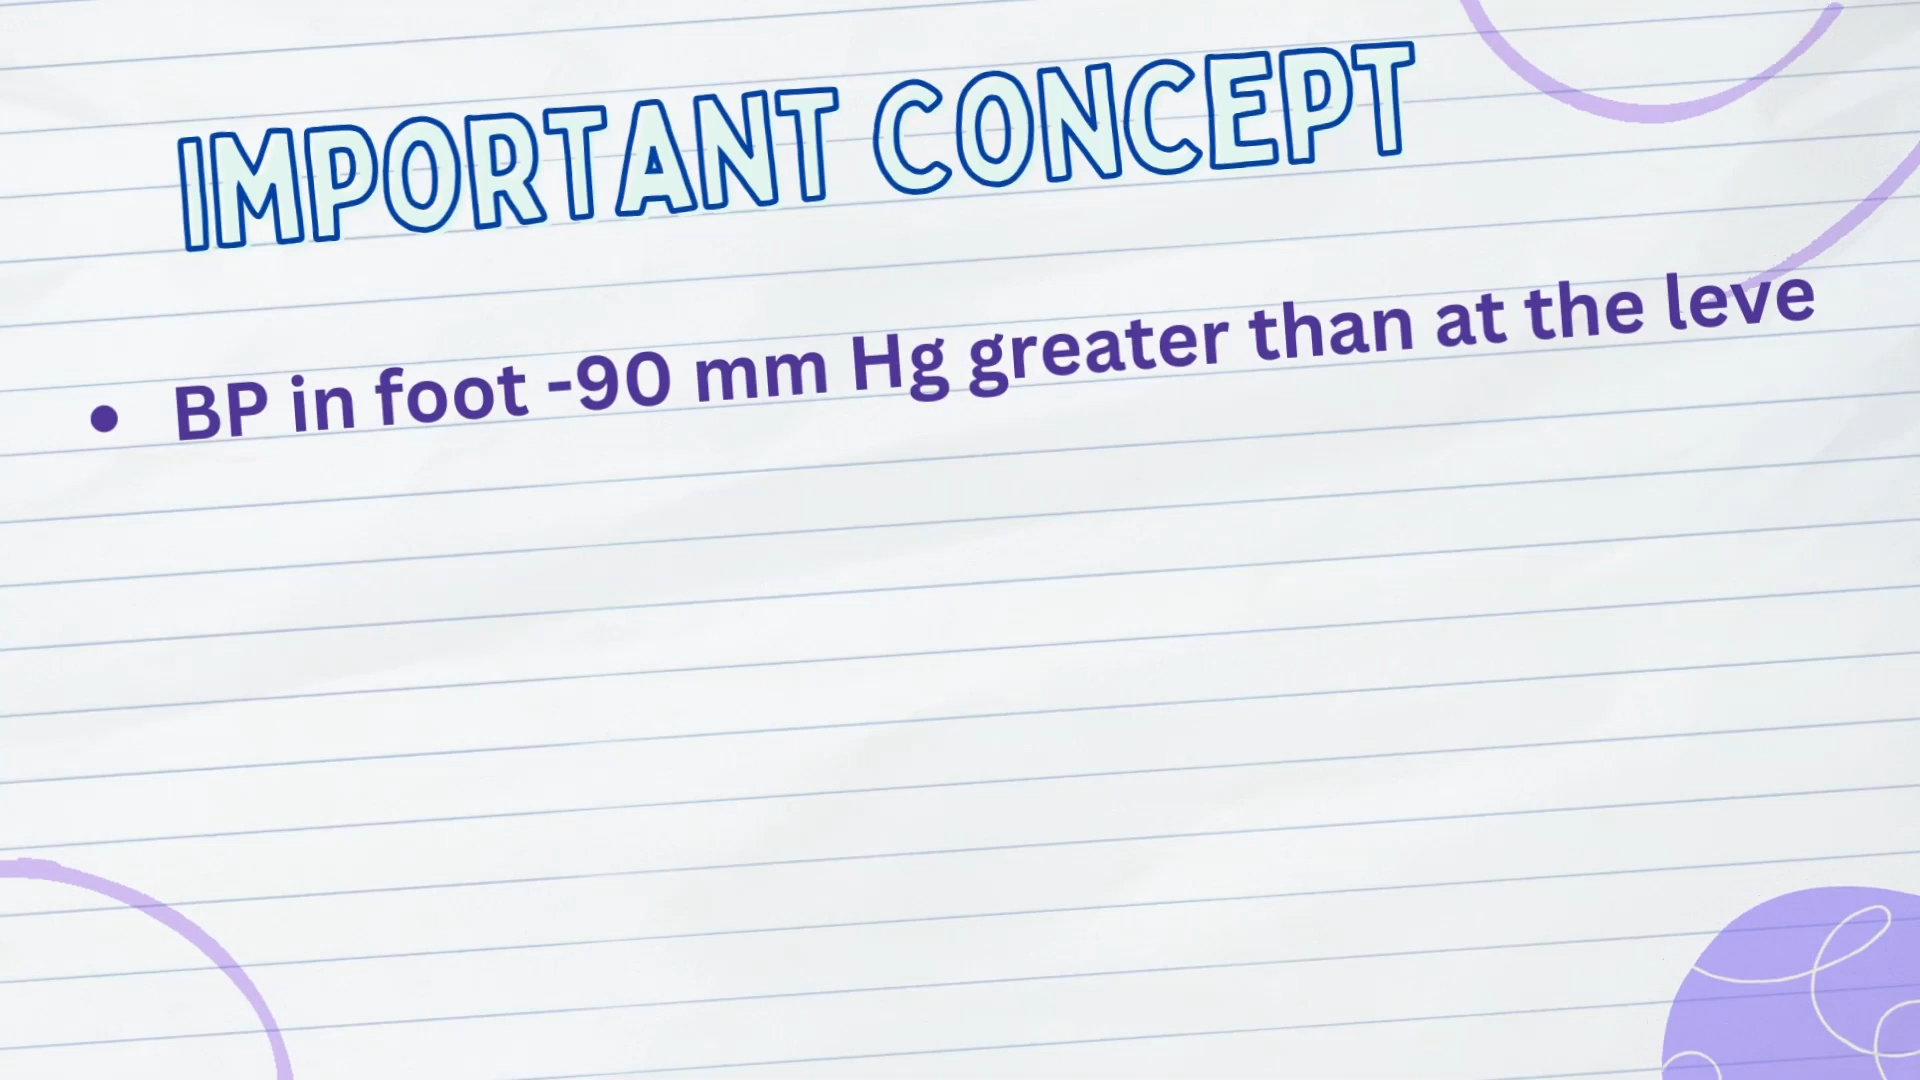 IMPORTANT CONCEPT
• BP in foot -90 mm Hg greater than at the leve